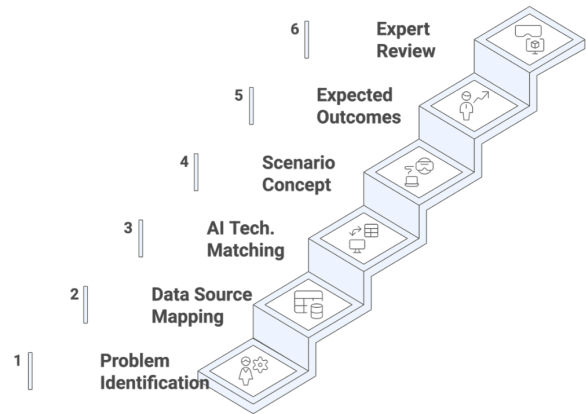 6
Expert
Review
5
Expected
Outcomes
4
Scenario
Concept
3
AI Tech.
Matching
2
Data Source
Mapping
1
Problem
Identification